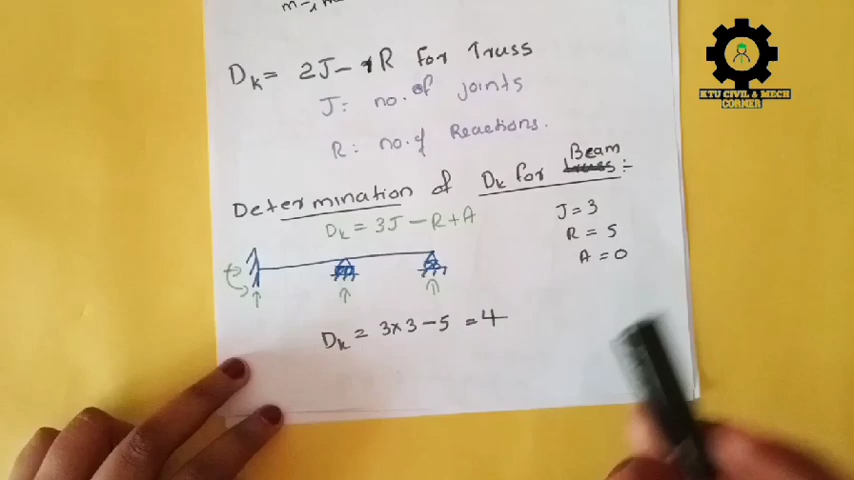 Dk = 2J - R for Truss
J: no. of joints
R: no. of Reactions.
Determination of Dk for Beam :-
Dk = 3J - R + A
J = 3
R = 5
A = 0
Dk = 3x3 - 5 = 4
KTU CIVIL & MECH
CORNER